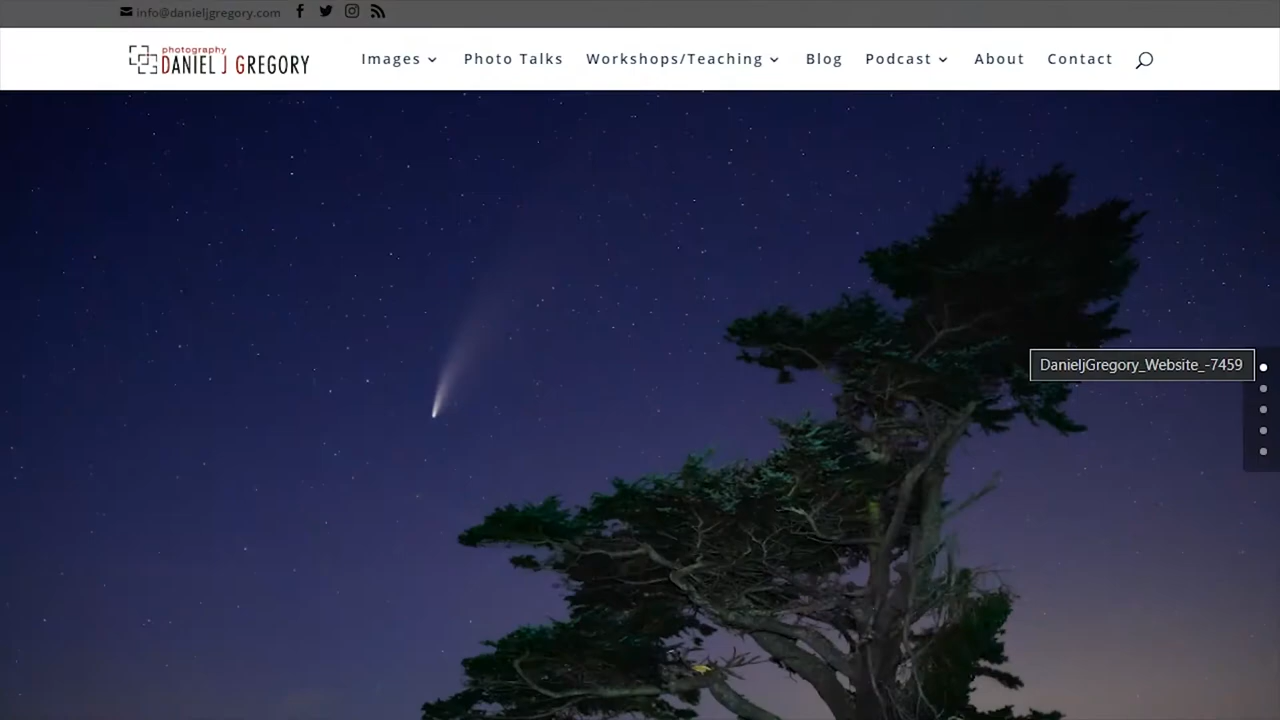 info@danieljgregory.com
photography
DANIEL J GREGORY
Images
Photo Talks
Workshops/Teaching
Blog
Podcast
About
Contact
DanieljGregory_Website_-7459